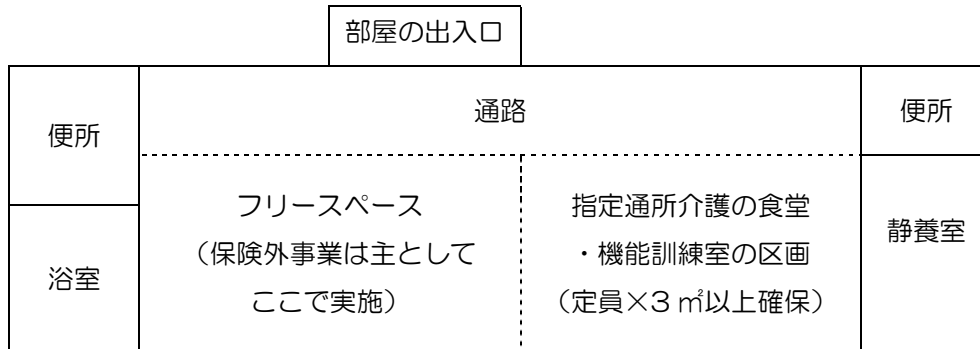 部屋の出入口
便所
通路
便所
フリースペース
（保険外事業は主として
ここで実施）
指定通所介護の食堂
・機能訓練室の区画
（定員×3 ㎡以上確保）
浴室
静養室